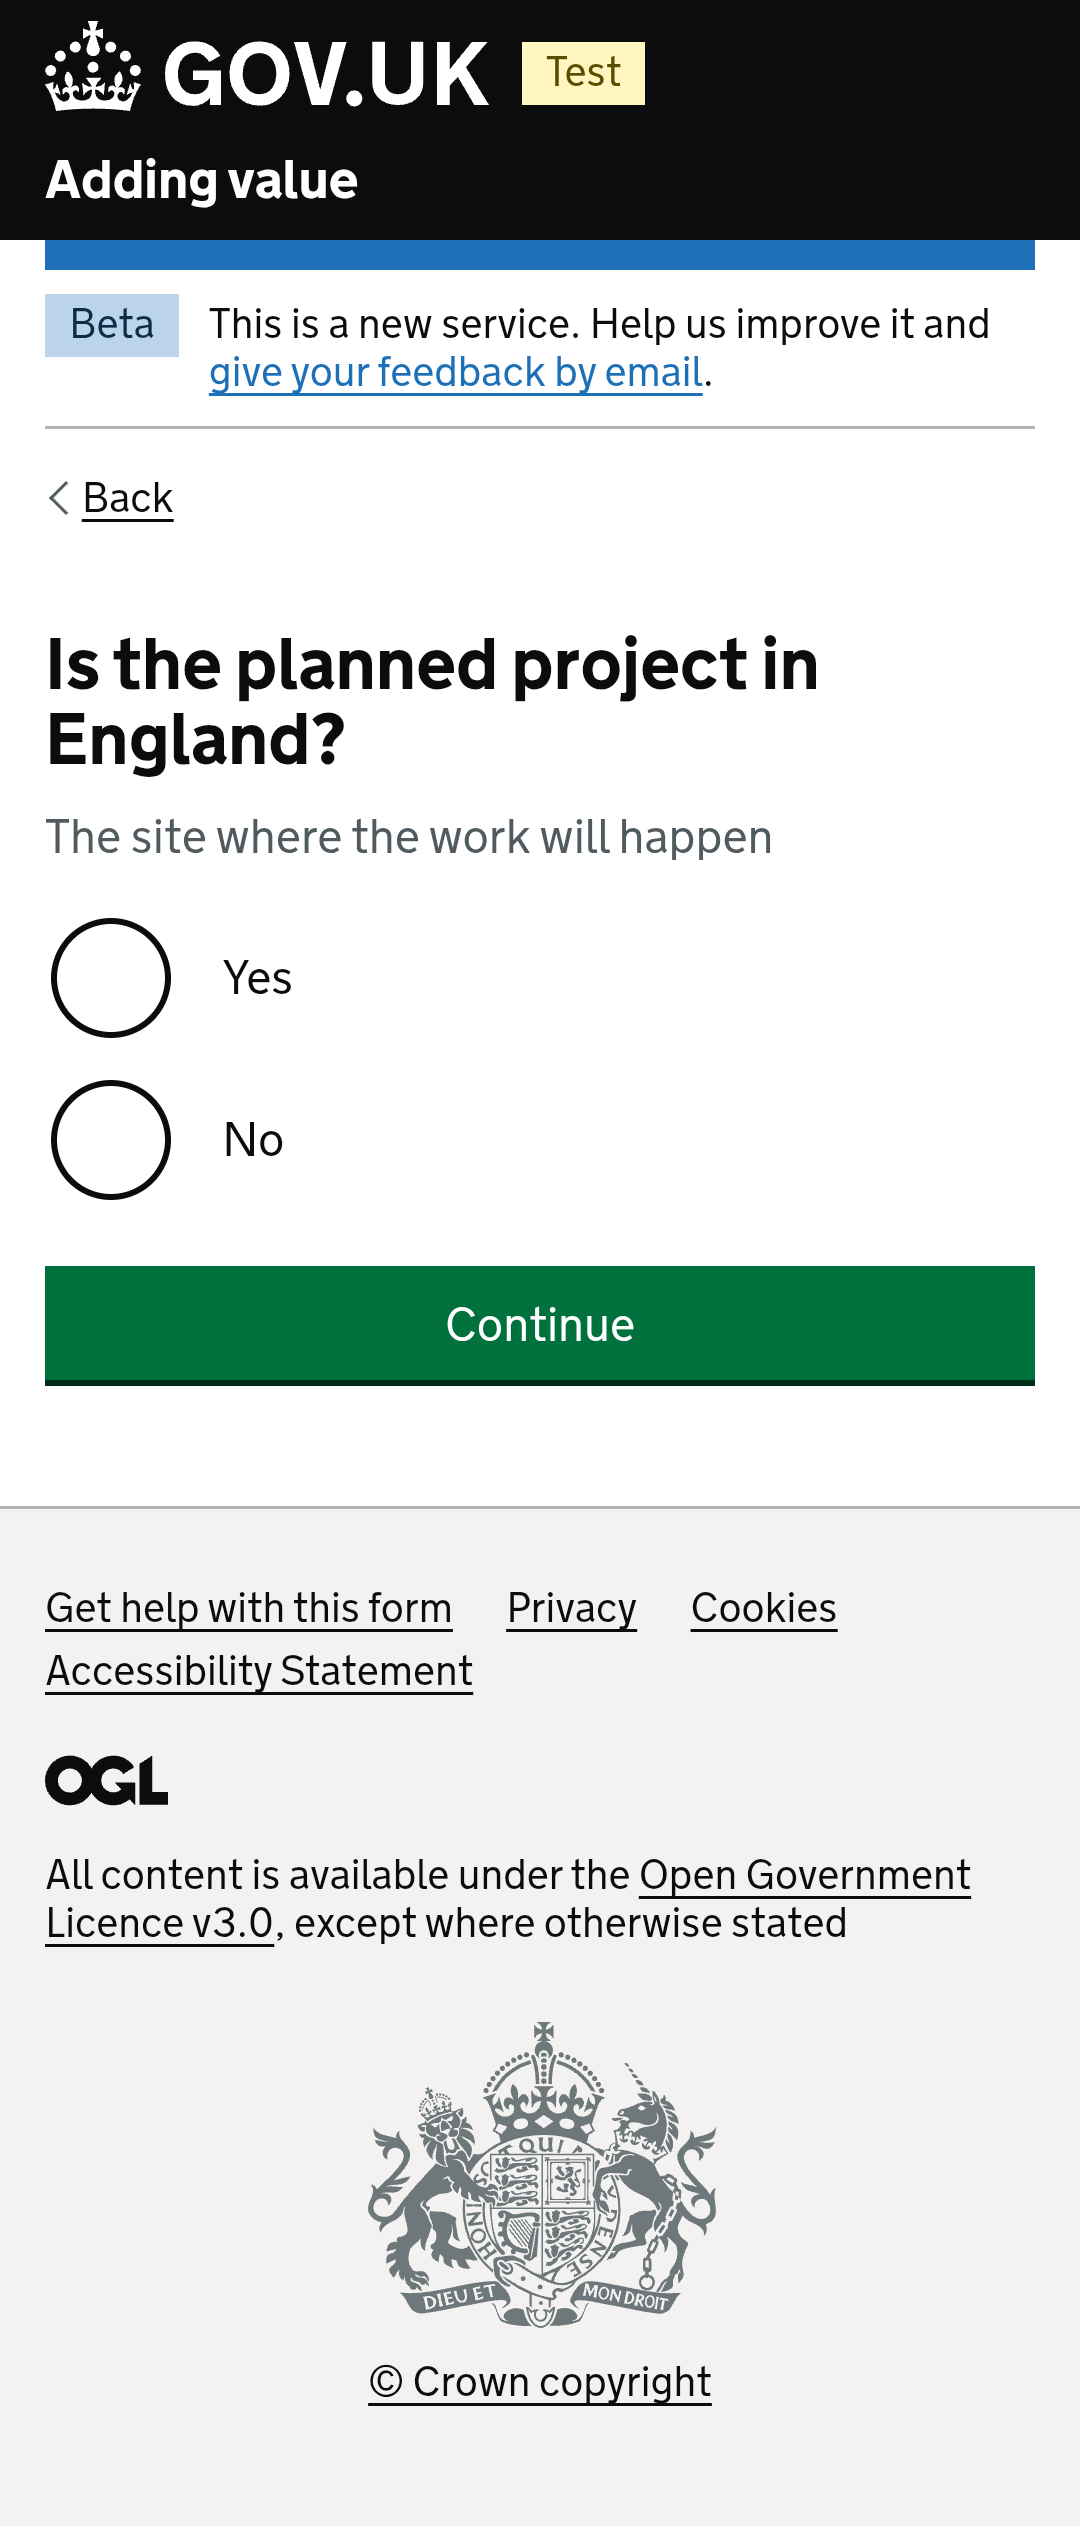 GOV.UK Test
Adding value
Beta This is a new service. Help us improve it and
give your feedback by email.
Back
Is the planned project in
England?
The site where the work will happen
Yes
No
Continue
Get help with this form Privacy Cookies
Accessibility Statement
OGL
All content is available under the Open Government
Licence v3.0, except where otherwise stated
QUI
HONI
PENSE
DIEU ET MON DROIT
© Crown copyright